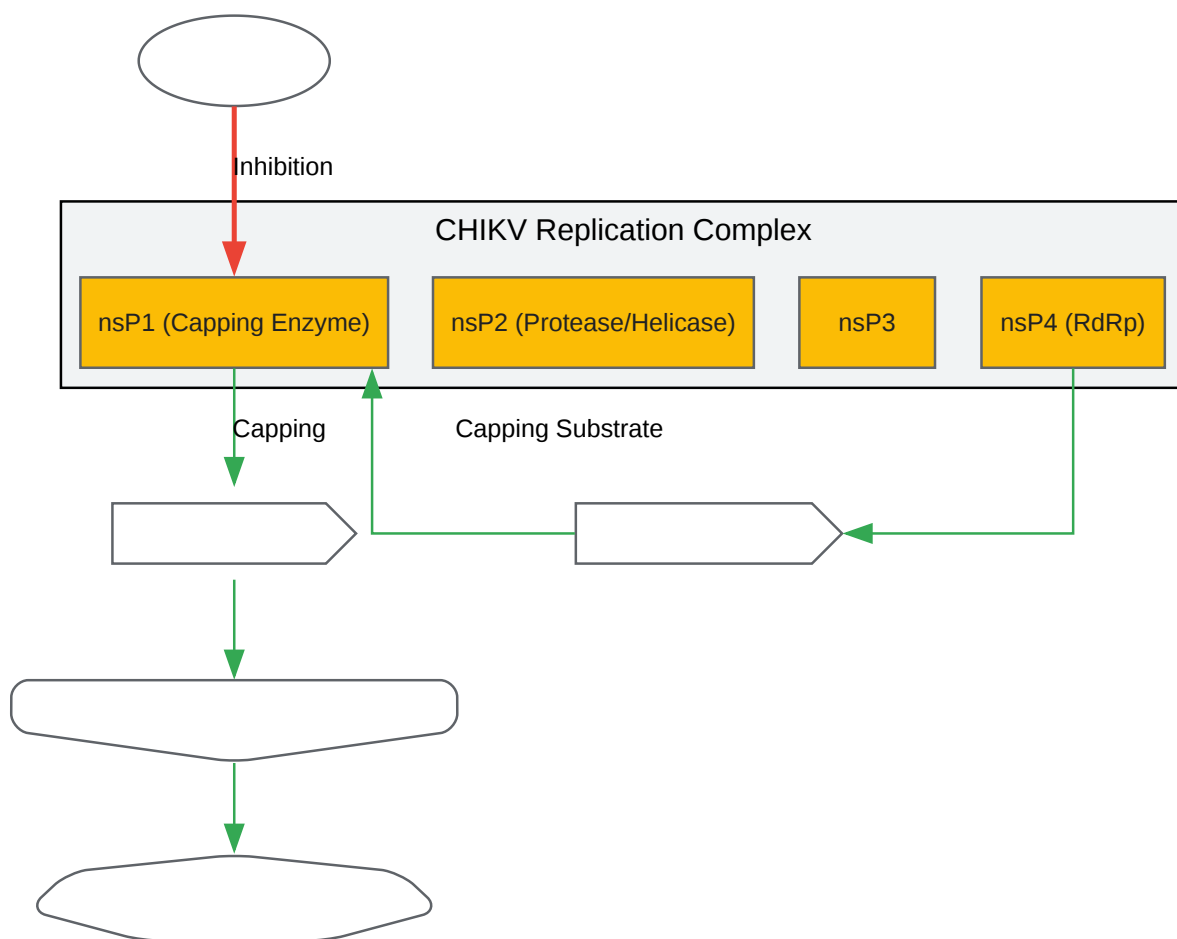 Inhibition
CHIKV Replication Complex
nsP1 (Capping Enzyme)
nsP2 (Protease/Helicase)
nsP3
nsP4 (RdRp)
Capping
Capping Substrate